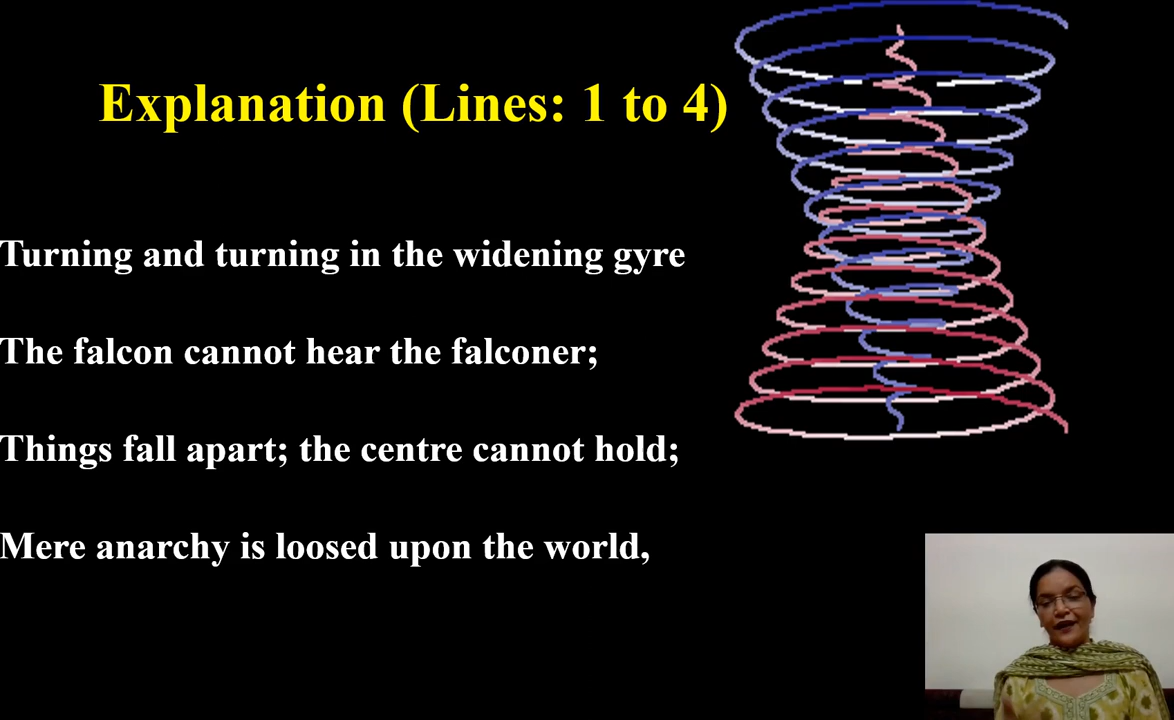 Explanation (Lines: 1 to 4)
Turning and turning in the widening gyre
The falcon cannot hear the falconer;
Things fall apart; the centre cannot hold;
Mere anarchy is loosed upon the world,